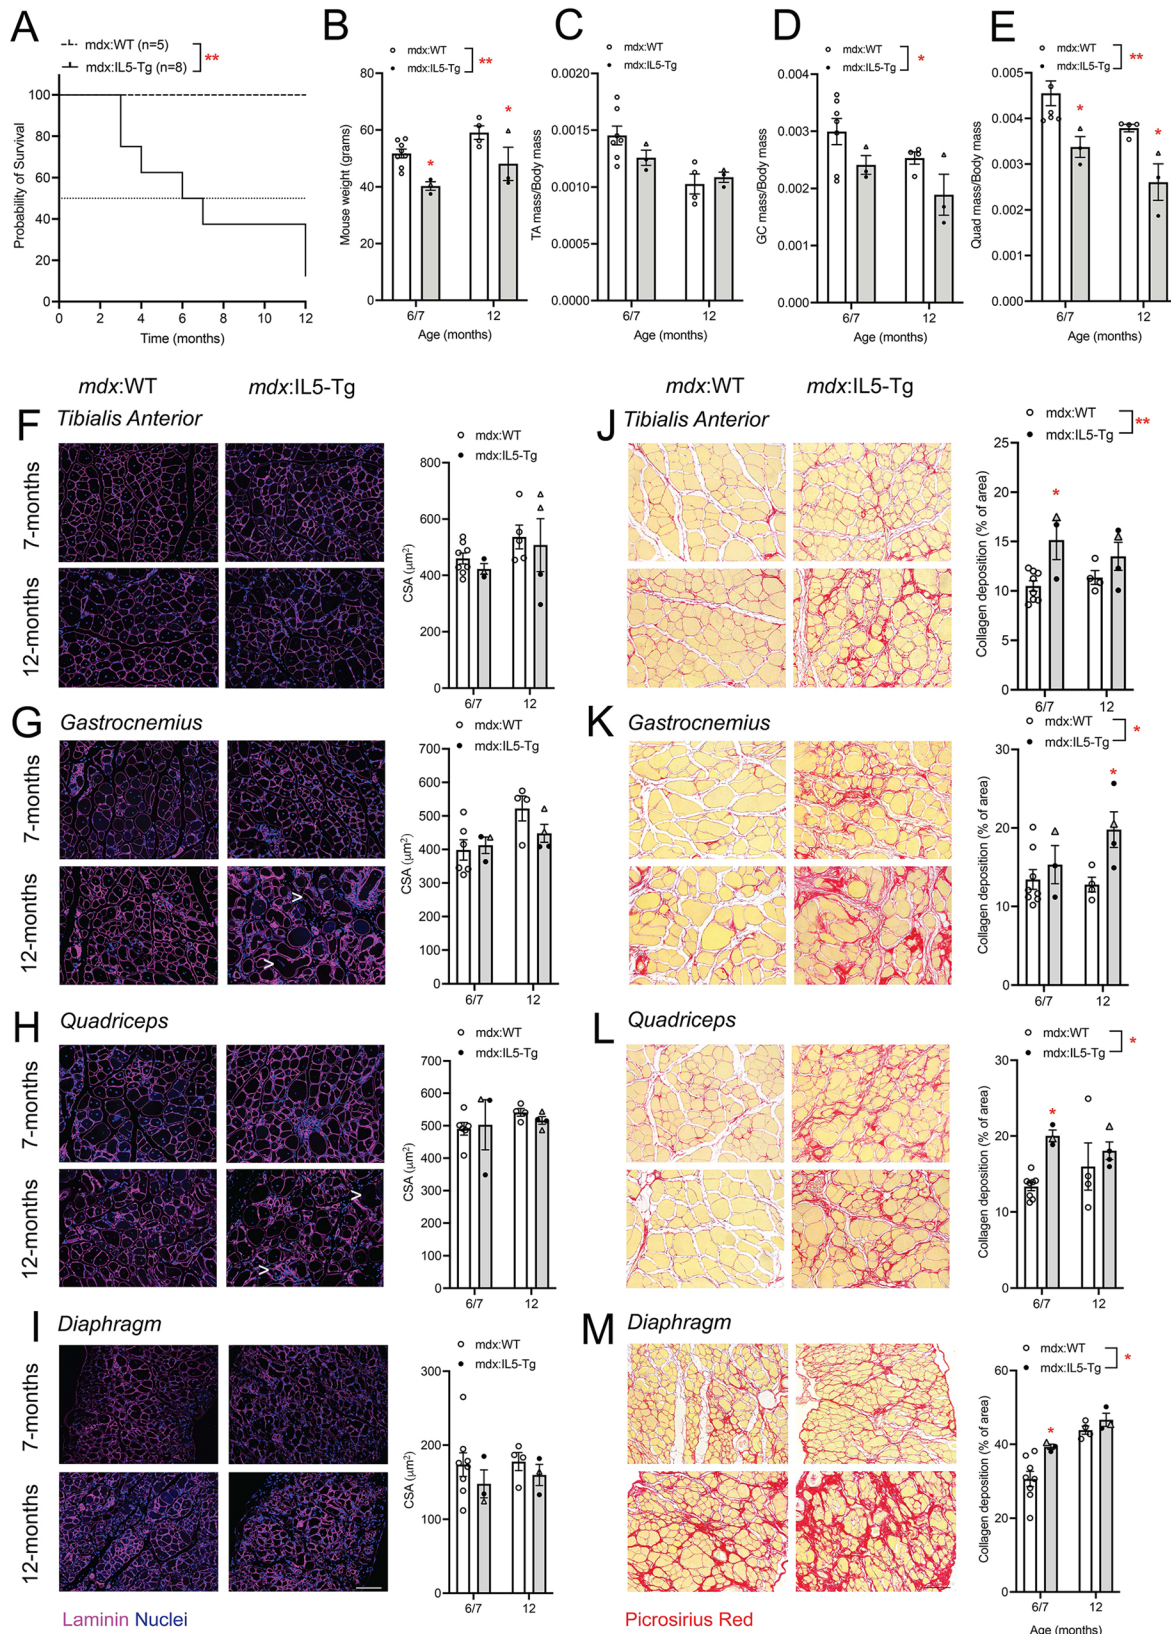 A
mdx:WT (n=5)
mdx:IL5-Tg (n=8)
**
Probability of Survival
100
80
60
40
20
0
0 2 4 6 8 10 12
Time (months)
B
mdx:WT
mdx:IL5-Tg
**
Mouse weight (grams)
80
60
40
20
0
*
*
6/7 12
Age (months)
C
mdx:WT
mdx:IL5-Tg
TA mass/Body mass
0.0020
0.0015
0.0010
0.0005
0.0000
6/7 12
Age (months)
D
mdx:WT
mdx:IL5-Tg
*
GC mass/Body mass
0.004
0.003
0.002
0.001
0.000
6/7 12
Age (months)
E
mdx:WT
mdx:IL5-Tg
**
Quad mass/Body mass
0.005
0.004
0.003
0.002
0.001
0.000
*
*
6/7 12
Age (months)
mdx:WT mdx:IL5-Tg
F Tibialis Anterior
7-months
12-months
mdx:WT
mdx:IL5-Tg
CSA (μm²)
800
600
400
200
0
6/7 12
G Gastrocnemius
7-months
12-months
>
>
mdx:WT
mdx:IL5-Tg
CSA (μm²)
700
600
500
400
300
200
100
0
6/7 12
H Quadriceps
7-months
12-months
>
>
mdx:WT
mdx:IL5-Tg
CSA (μm²)
700
600
500
400
300
200
100
0
6/7 12
I Diaphragm
7-months
12-months
mdx:WT
mdx:IL5-Tg
CSA (μm²)
300
200
100
0
6/7 12
Laminin Nuclei
mdx:WT mdx:IL5-Tg
J Tibialis Anterior
mdx:WT
mdx:IL5-Tg
**
Collagen deposition (% of area)
25
20
15
10
5
0
*
6/7 12
K Gastrocnemius
mdx:WT
mdx:IL5-Tg
*
Collagen deposition (% of area)
30
20
10
0
*
6/7 12
L Quadriceps
mdx:WT
mdx:IL5-Tg
*
Collagen deposition (% of area)
30
20
10
0
*
6/7 12
M Diaphragm
mdx:WT
mdx:IL5-Tg
*
Collagen deposition (% of area)
60
40
20
0
*
6/7 12
Age (months)
Picrosirius Red